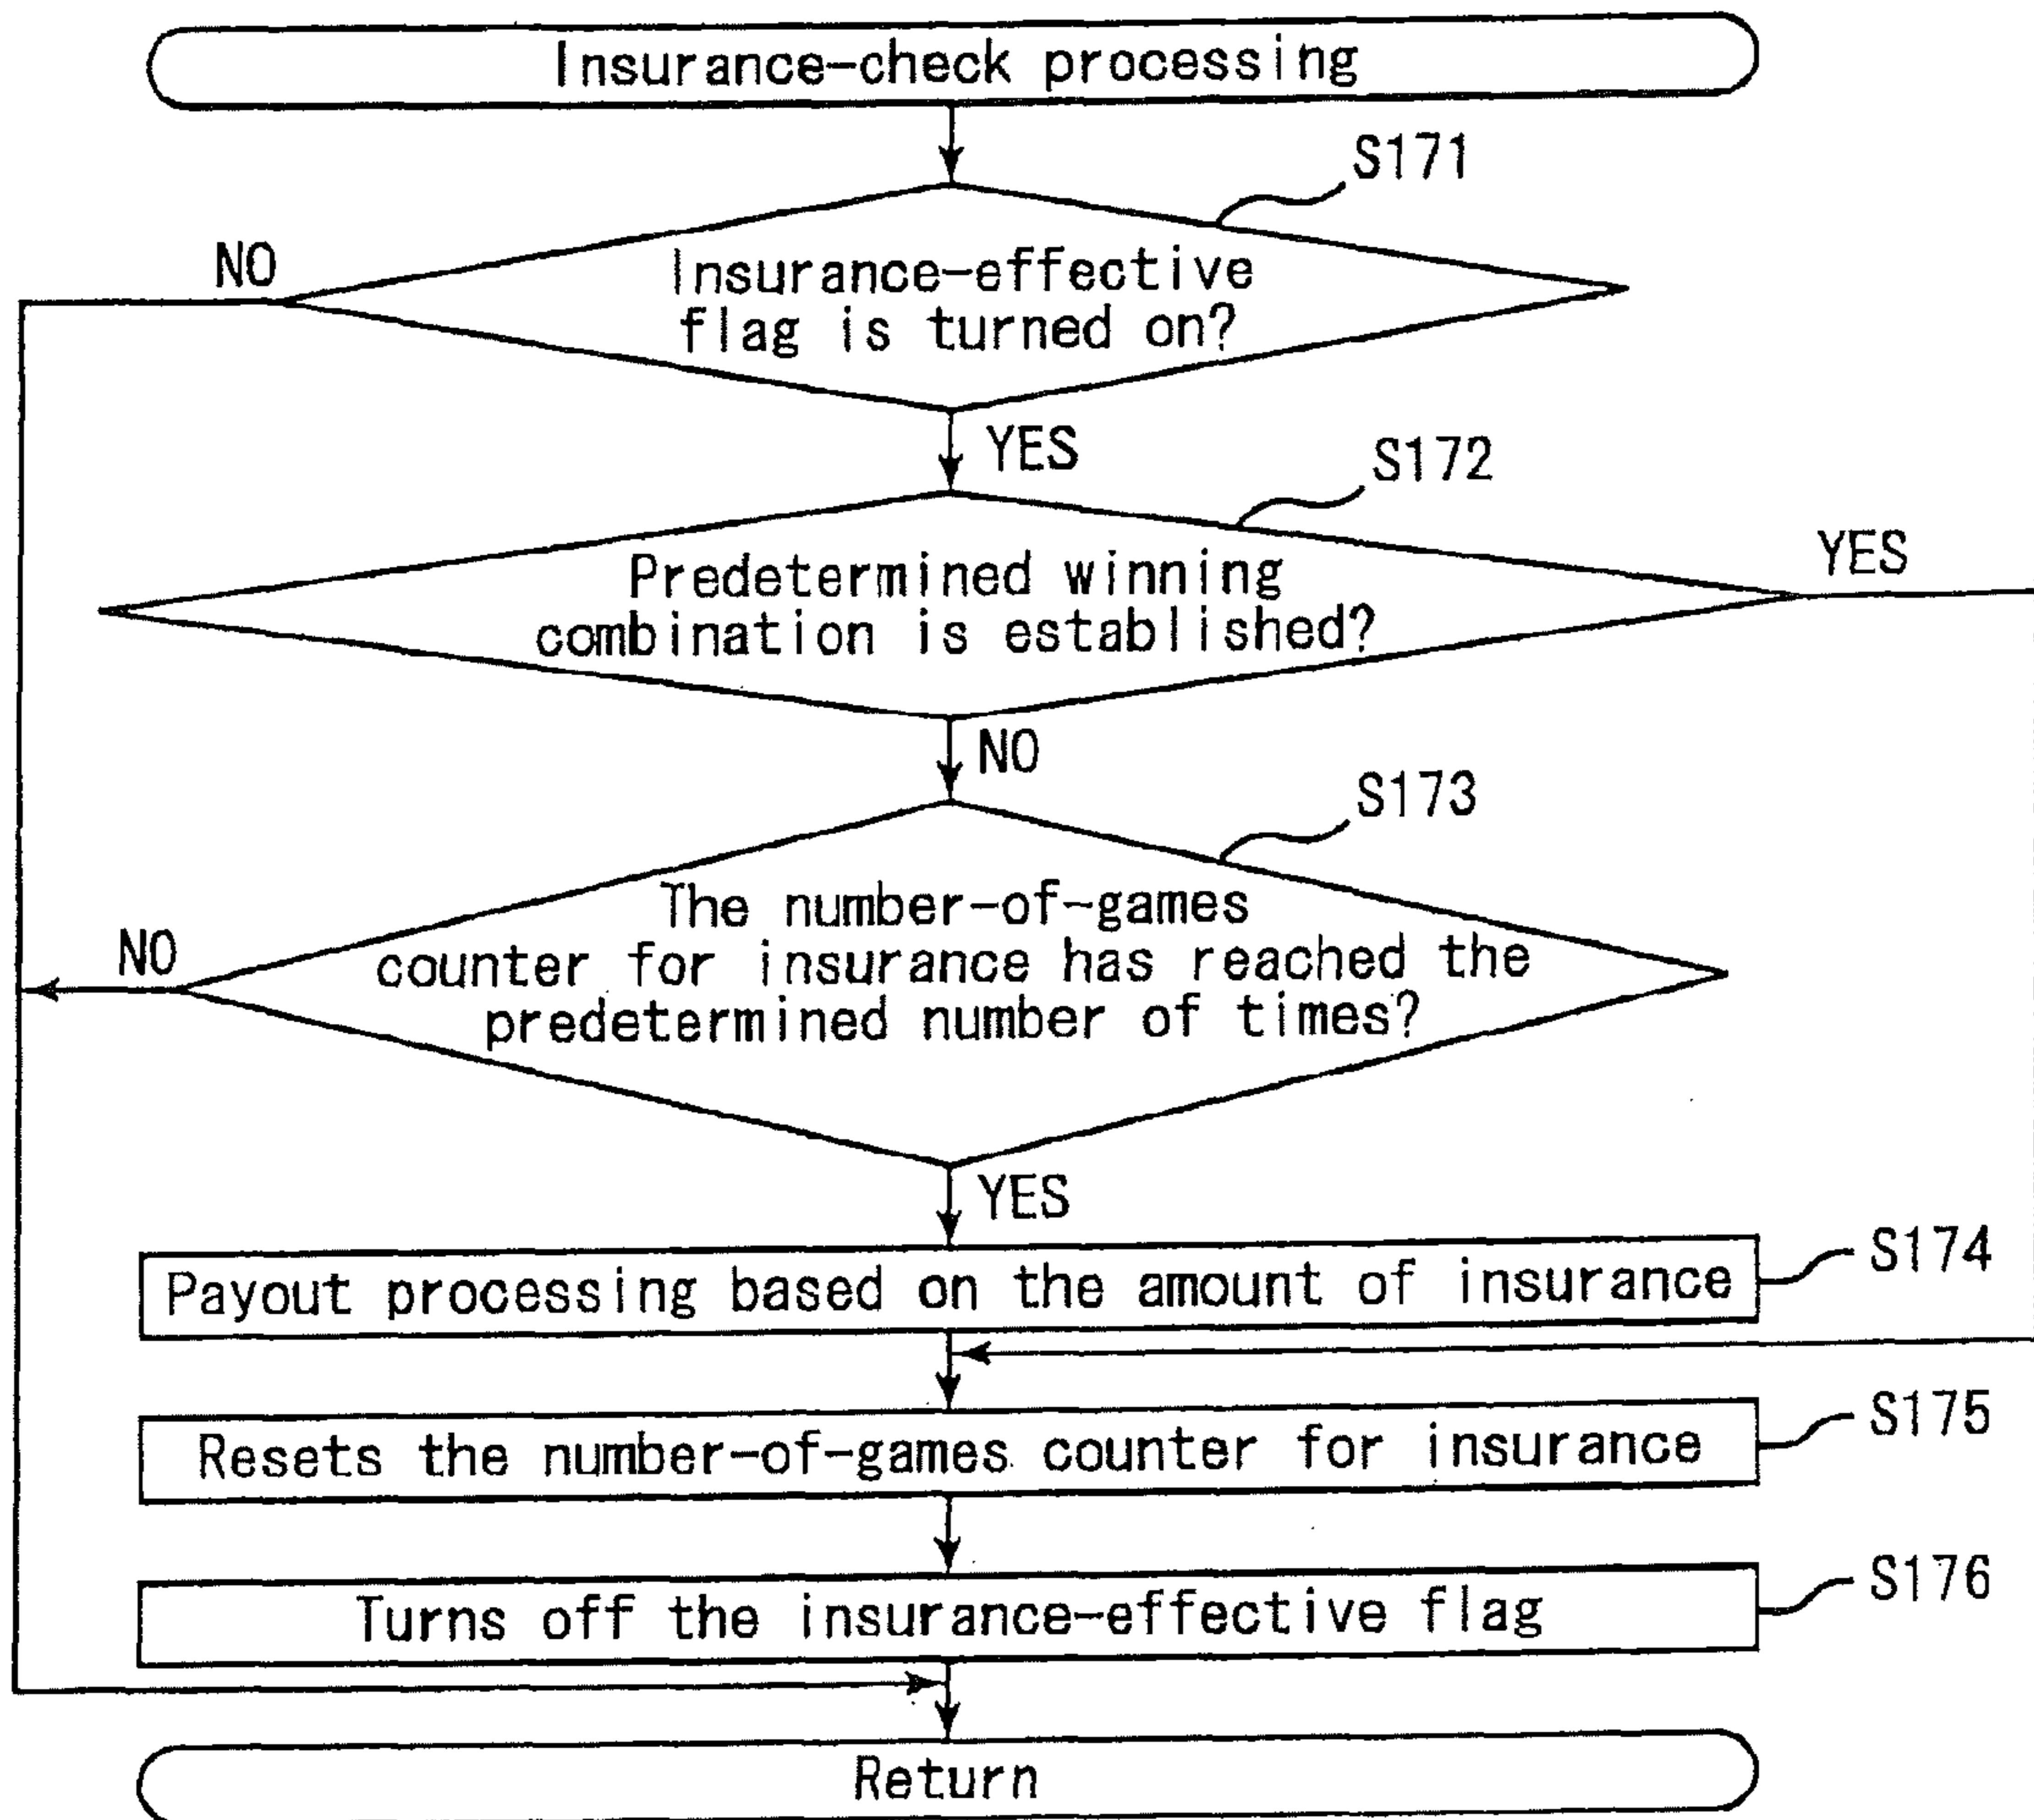 Insurance-check processing
S171
NO
Insurance-effective
flag is turned on?
YES
S172
YES
Predetermined winning
combination is established?
NO
S173
The number-of-games
NO
counter for insurance has reached the
predetermined number of times?
YES
S174
Payout processing based on the amount of insurance
S175
Resets the number-of-games counter for insurance
S176
Turns off the insurance-effective flag
Return